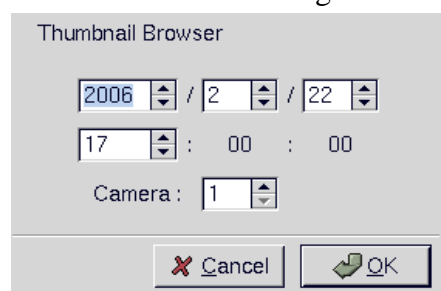 Thumbnail Browser
2006 / 2 / 22
17 : 00 : 00
Camera : 1
Cancel OK